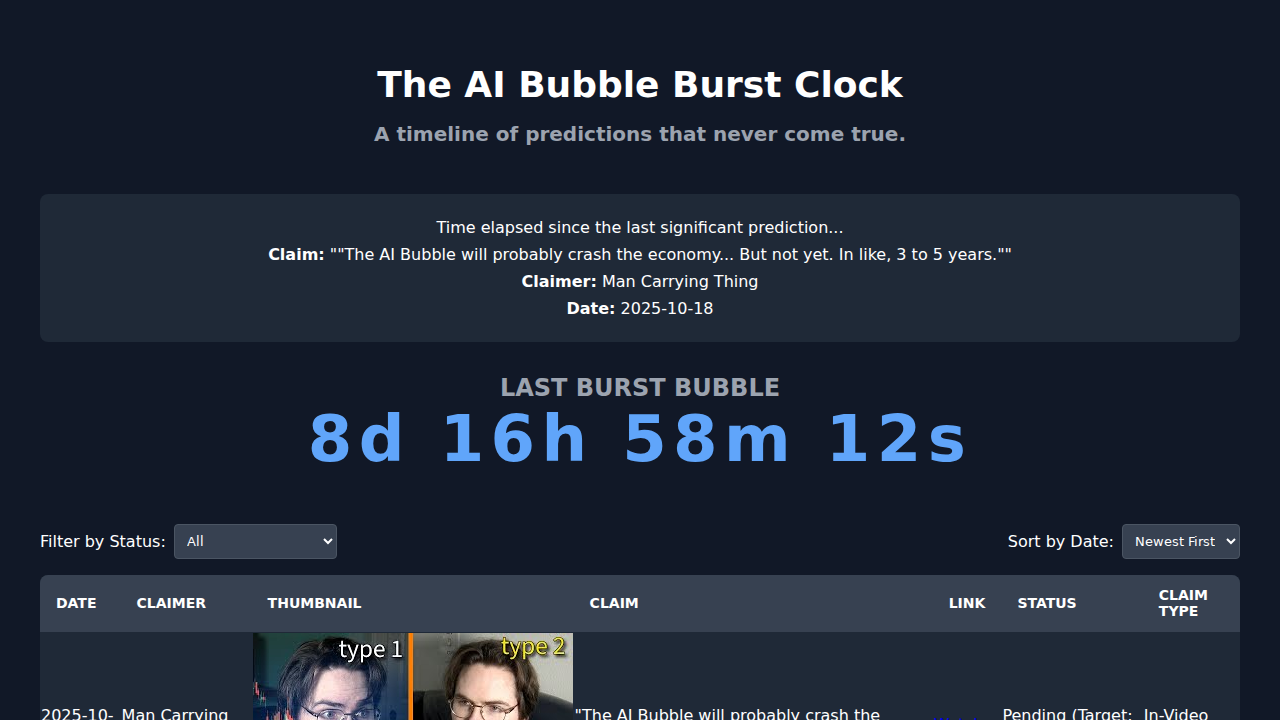 The AI Bubble Burst Clock
A timeline of predictions that never come true.
Time elapsed since the last significant prediction...
Claim: ""The AI Bubble will probably crash the economy... But not yet. In like, 3 to 5 years.""
Claimer: Man Carrying Thing
Date: 2025-10-18
LAST BURST BUBBLE
8d 16h 58m 12s
Filter by Status: All
Sort by Date: Newest First
DATE CLAIMER THUMBNAIL CLAIM LINK STATUS CLAIM TYPE
type 1 type 2
2025-10- Man Carrying "The AI Bubble will probably crash the Pending (Target: In-Video